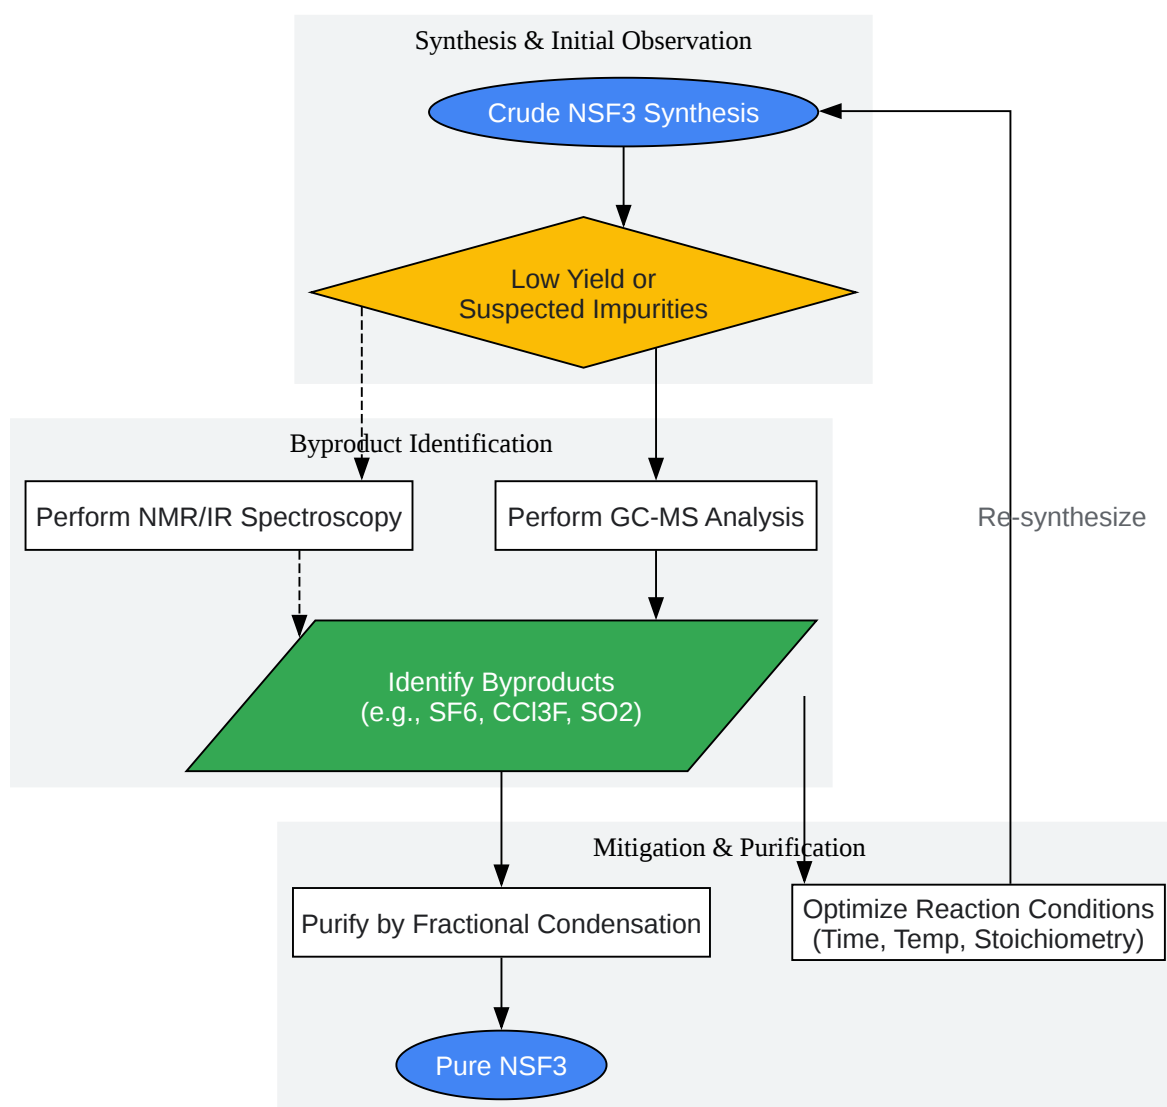 Synthesis & Initial Observation
Crude NSF3 Synthesis
Low Yield or
Suspected Impurities
Byproduct Identification
Perform NMR/IR Spectroscopy
Perform GC-MS Analysis
Re-synthesize
Identify Byproducts
(e.g., SF6, CCl3F, SO2)
Mitigation & Purification
Purify by Fractional Condensation
Optimize Reaction Conditions
(Time, Temp, Stoichiometry)
Pure NSF3